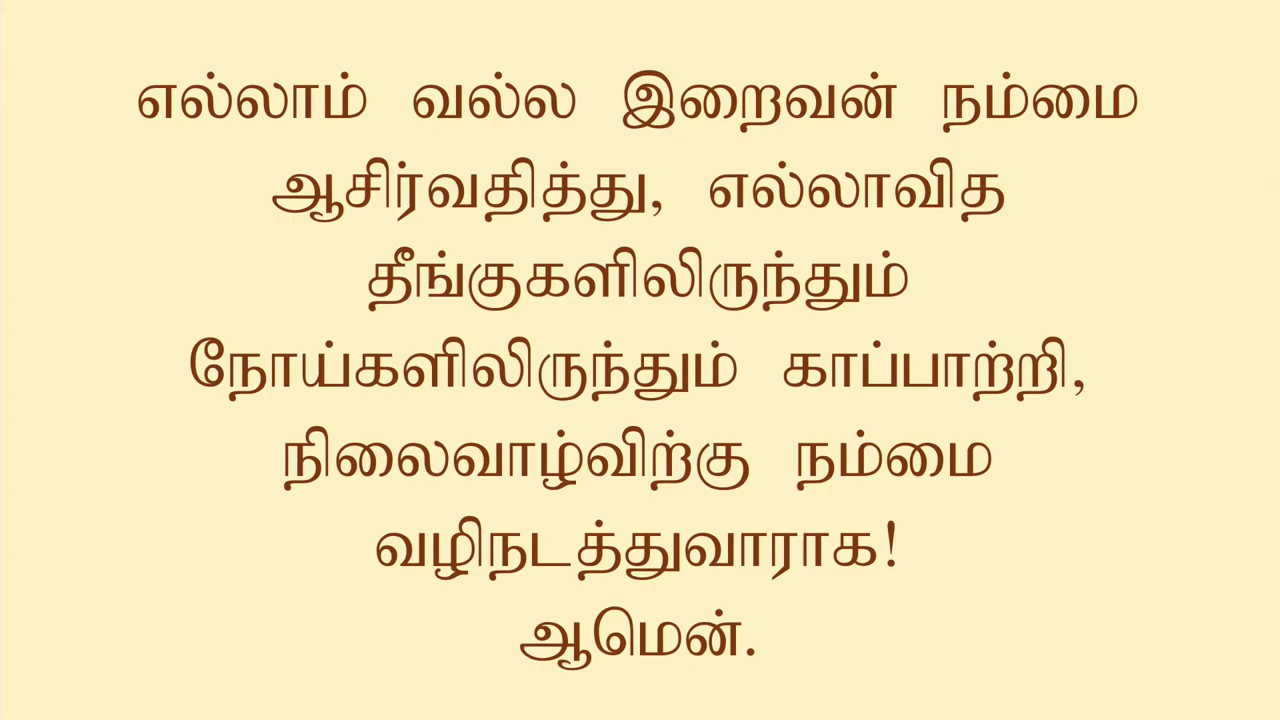 எல்லாம் வல்ல இறைவன் நம்மை
ஆசிர்வதித்து, எல்லாவித
தீங்குகளிலிருந்தும்
நோய்களிலிருந்தும் காப்பாற்றி,
நிலைவாழ்விற்கு நம்மை
வழிநடத்துவாராக!
ஆமென்.